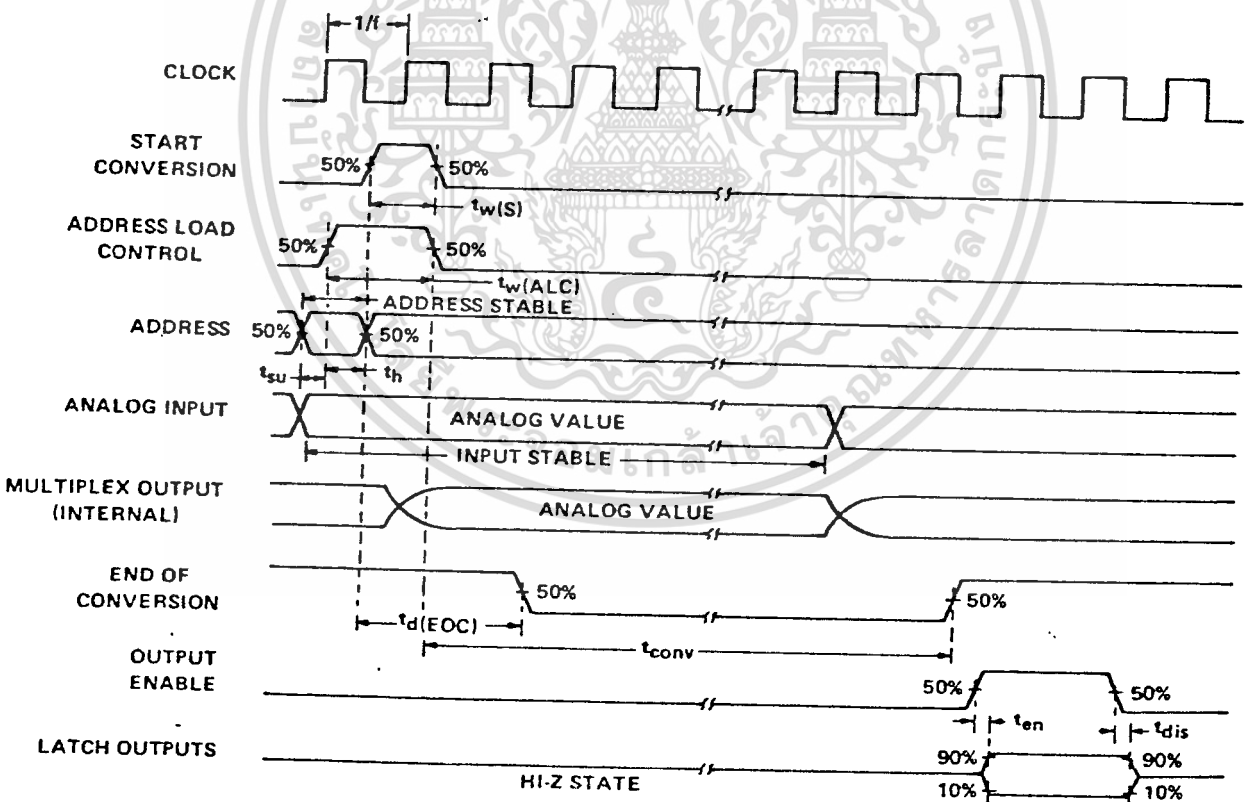 1/f
CLOCK
START
CONVERSION
50%
50%
tw(S)
ADDRESS LOAD
CONTROL
50%
50%
tw(ALC)
ADDRESS STABLE
ADDRESS
50%
50%
tsu
th
ANALOG INPUT
ANALOG VALUE
INPUT STABLE
MULTIPLEX OUTPUT
(INTERNAL)
ANALOG VALUE
END OF
CONVERSION
50%
50%
td(EOC)
tconv
OUTPUT
ENABLE
50%
50%
ten
tdis
LATCH OUTPUTS
HI-Z STATE
90%
90%
10%
10%